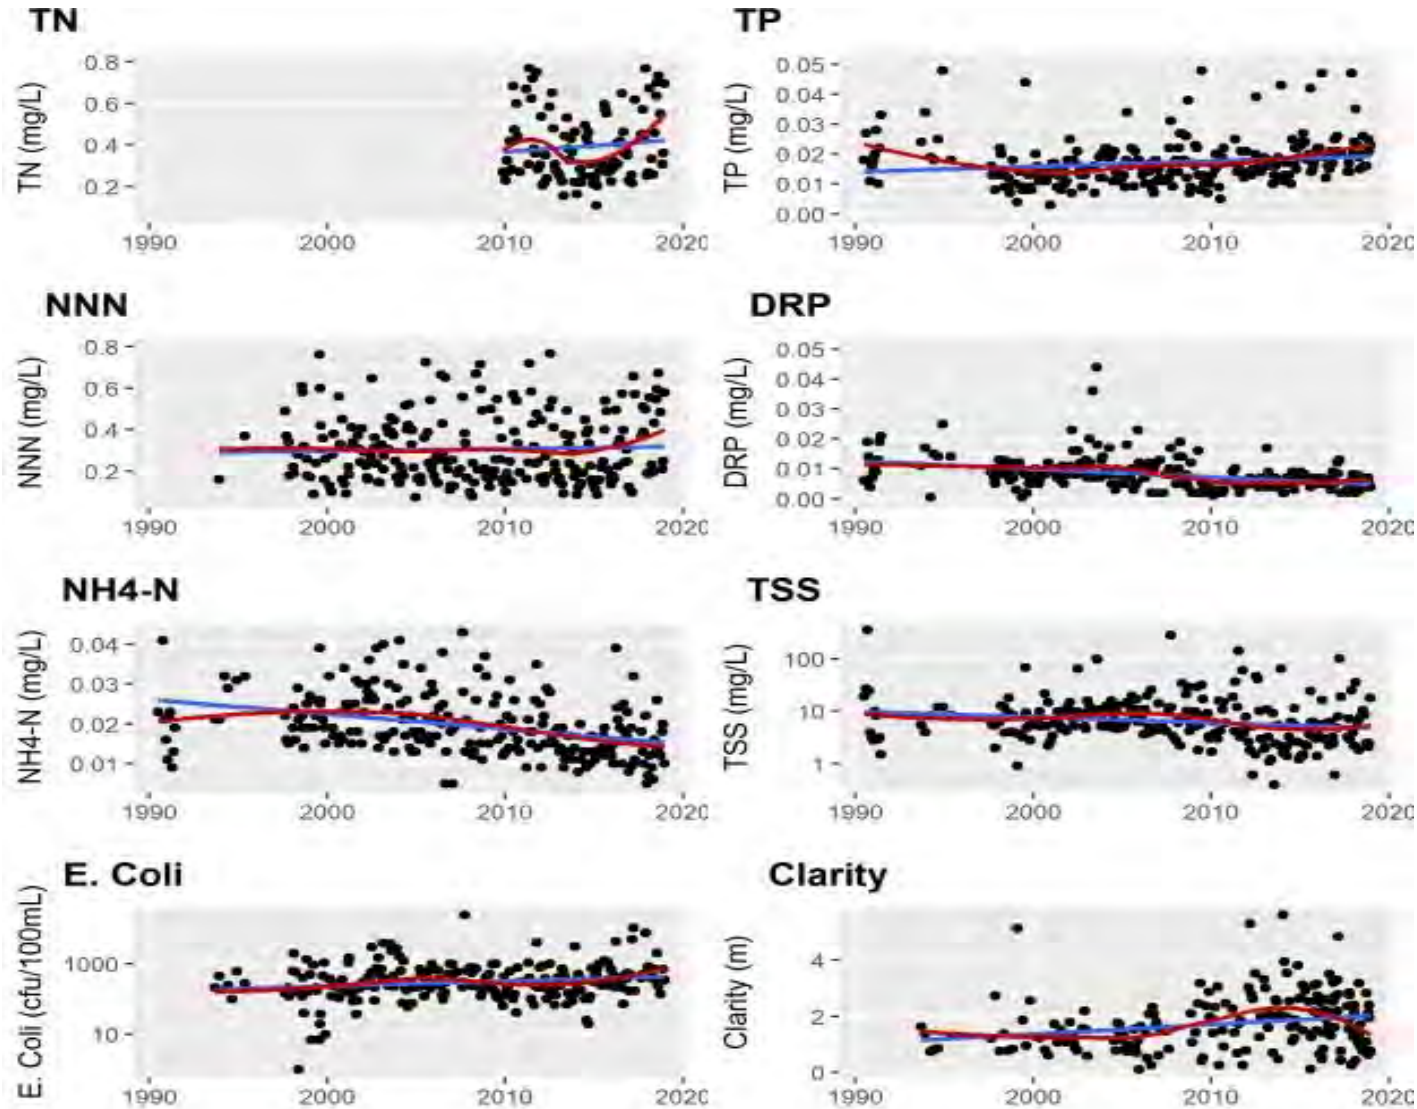 TN
TN (mg/L)
0.8
0.6
0.4
0.2
1990 2000 2010 2020
TP
TP (mg/L)
0.05
0.04
0.03
0.02
0.01
0.00
1990 2000 2010 2020
NNN
NNN (mg/L)
0.8
0.6
0.4
0.2
1990 2000 2010 2020
DRP
DRP (mg/L)
0.05
0.04
0.03
0.02
0.01
0.00
1990 2000 2010 2020
NH4-N
NH4-N (mg/L)
0.04
0.03
0.02
0.01
1990 2000 2010 2020
TSS
TSS (mg/L)
100
10
1
1990 2000 2010 2020
E. Coli
E. Coli (cfu/100mL)
1000
10
1990 2000 2010 2020
Clarity
Clarity (m)
4
2
0
1990 2000 2010 2020